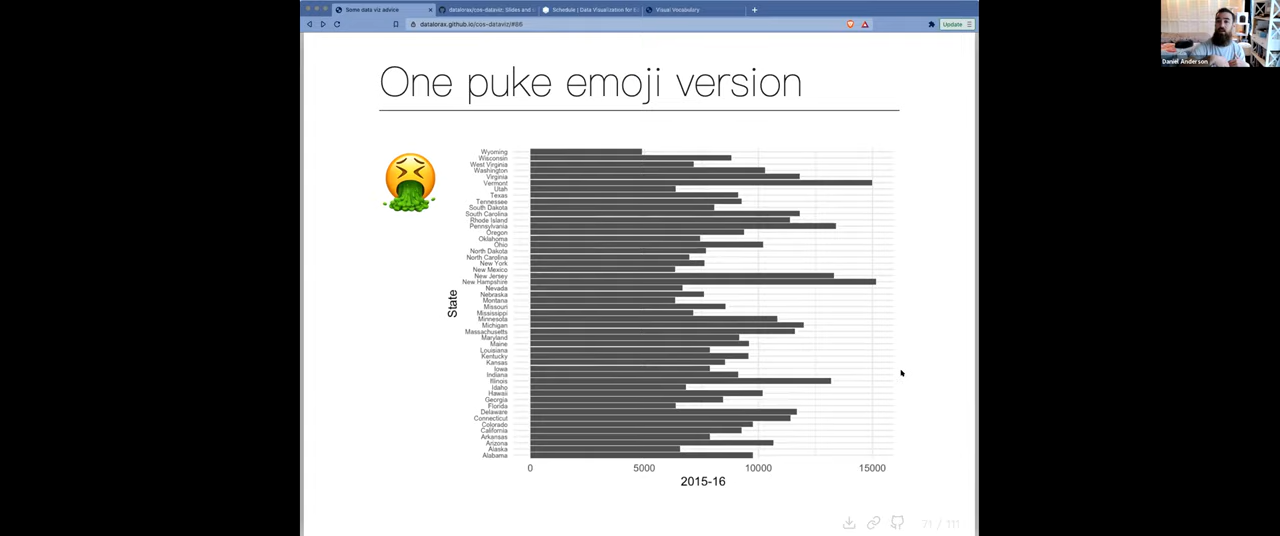 Some data viz advice
datalorax/cos-dataviz: Slides and
Schedule | Data Visualization for
Visual Vocabulary
datalorax.github.io/cos-dataviz/#86
Update
Daniel Anderson
One puke emoji version
Wyoming
Wisconsin
West Virginia
Washington
Virginia
Vermont
Utah
Texas
Tennessee
South Dakota
South Carolina
Rhode Island
Pennsylvania
Oregon
Oklahoma
Ohio
North Dakota
North Carolina
New York
New Mexico
New Jersey
New Hampshire
Nevada
Nebraska
Montana
Missouri
Mississippi
Minnesota
Michigan
Massachusetts
Maryland
Maine
Louisiana
Kentucky
Kansas
Iowa
Indiana
Illinois
Idaho
Hawaii
Georgia
Florida
Delaware
Connecticut
Colorado
California
Arkansas
Arizona
Alaska
Alabama
State
0 5000 10000 15000
2015-16
71 / 111